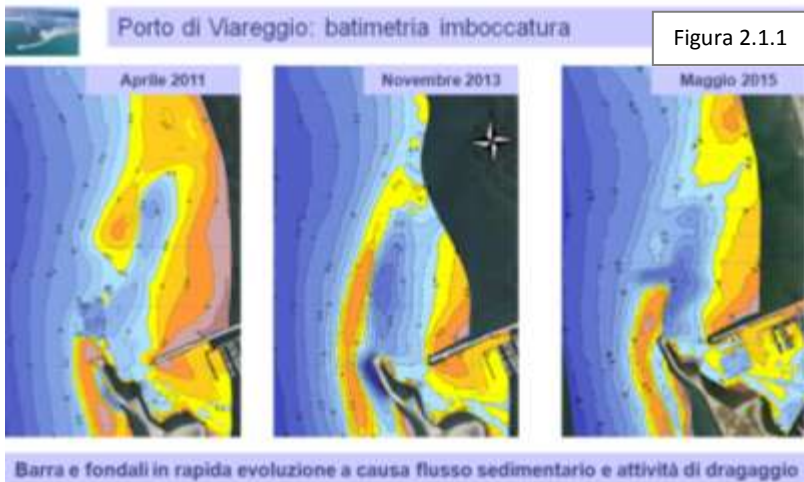 Porto di Viareggio: batimetria imboccatura
Figura 2.1.1
Aprile 2011
Novembre 2013
Maggio 2015
Barra e fondali in rapida evoluzione a causa flusso sedimentario e attività di dragaggio